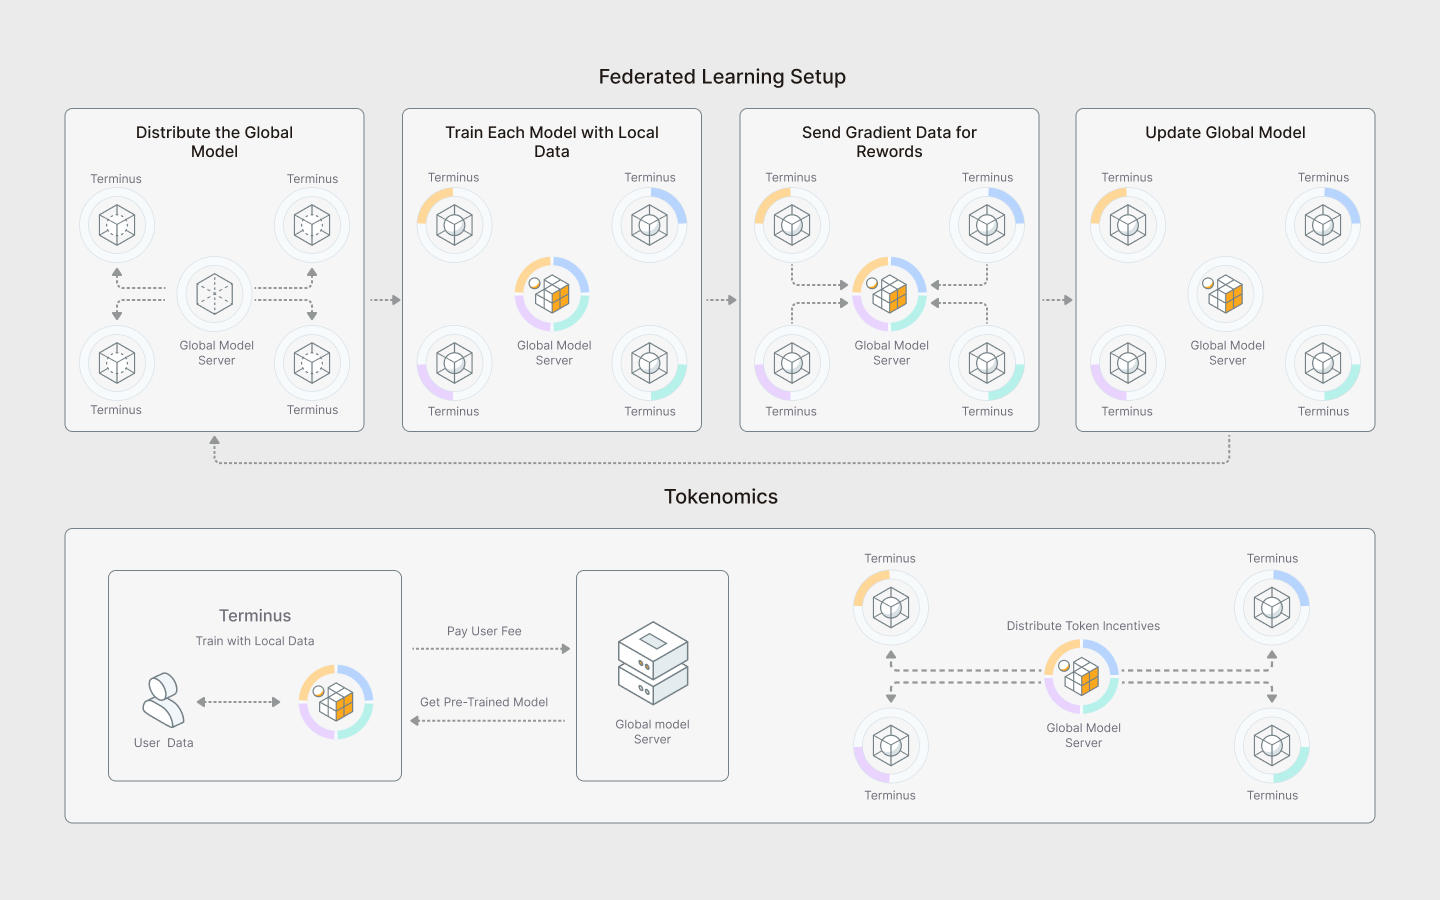 Federated Learning Setup
Distribute the Global
Model
Terminus
Terminus
Global Model
Server
Terminus
Terminus
Train Each Model with Local
Data
Terminus
Terminus
Global Model
Server
Terminus
Terminus
Send Gradient Data for
Rewords
Terminus
Terminus
Global Model
Server
Terminus
Terminus
Update Global Model
Terminus
Terminus
Global Model
Server
Terminus
Terminus
Tokenomics
Terminus
Train with Local Data
User Data
Pay User Fee
Get Pre-Trained Model
Global model
Server
Terminus
Terminus
Distribute Token Incentives
Global Model
Server
Terminus
Terminus